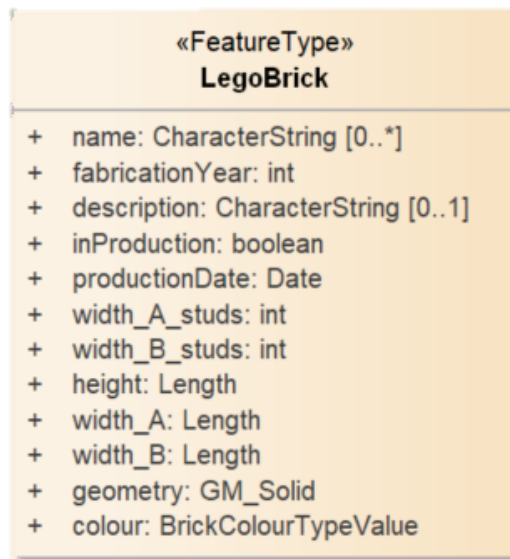 «FeatureType»
LegoBrick
+ name: CharacterString [0..*]
+ fabricationYear: int
+ description: CharacterString [0..1]
+ inProduction: boolean
+ productionDate: Date
+ width_A_studs: int
+ width_B_studs: int
+ height: Length
+ width_A: Length
+ width_B: Length
+ geometry: GM_Solid
+ colour: BrickColourTypeValue